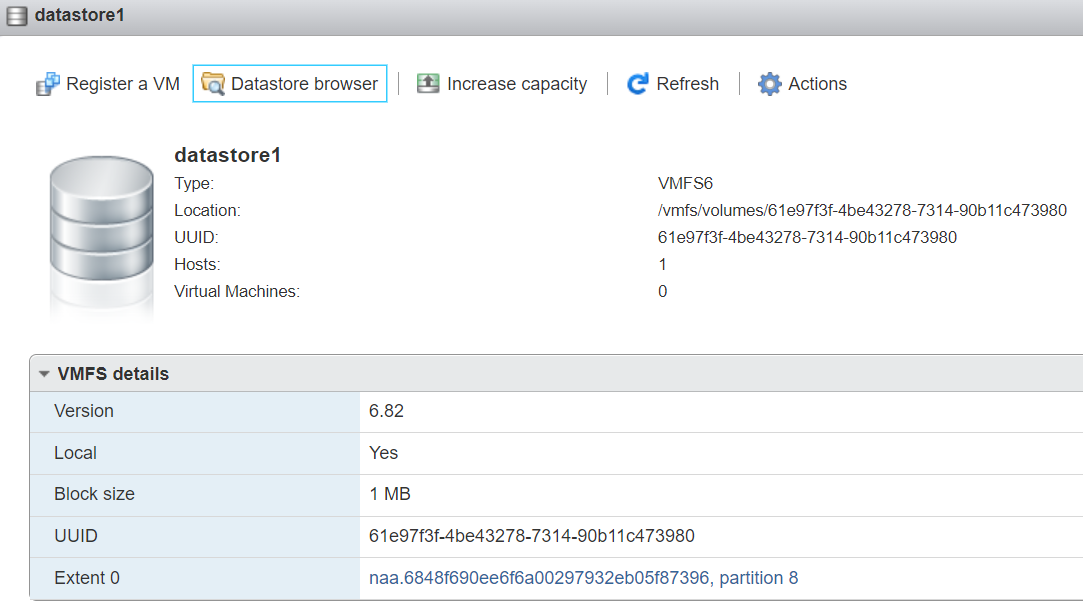 datastore1
Register a VM Datastore browser Increase capacity Refresh Actions
datastore1
Type: VMFS6
Location: /vmfs/volumes/61e97f3f-4be43278-7314-90b11c473980
UUID: 61e97f3f-4be43278-7314-90b11c473980
Hosts: 1
Virtual Machines: 0
VMFS details
Version 6.82
Local Yes
Block size 1 MB
UUID 61e97f3f-4be43278-7314-90b11c473980
Extent 0 naa.6848f690ee6f6a00297932eb05f87396, partition 8